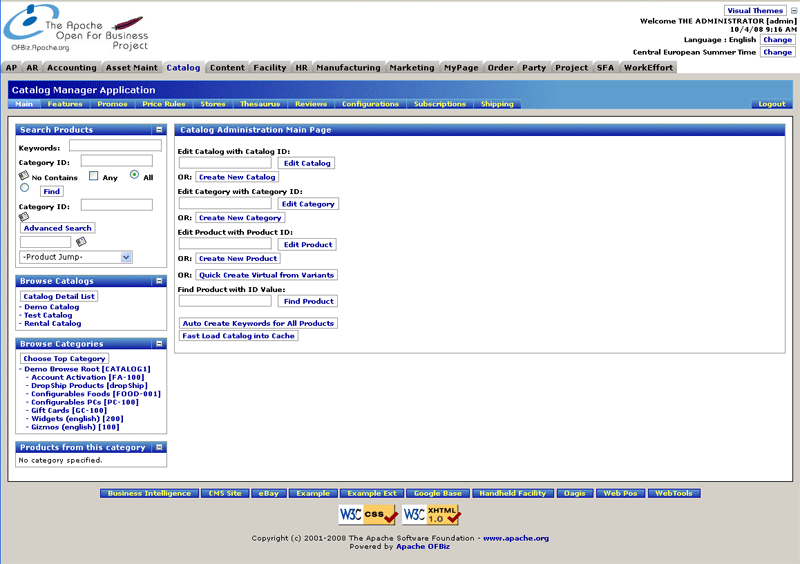 The Apache
Open For Business
Project
OFBiz.Apache.org
Visual Themes
Welcome THE ADMINISTRATOR [admin]
10/4/08 9:16 AM
Language : English Change
Central European Summer Time Change
AP AR Accounting Asset Maint Catalog Content Facility HR Manufacturing Marketing MyPage Order Party Project SFA WorkEffort
Catalog Manager Application
Main Features Promos Price Rules Stores Thesaurus Reviews Configurations Subscriptions Shipping Logout
Search Products
Keywords:
Category ID:
No Contains Any All
Find
Category ID:
Advanced Search
-Product Jump-
Browse Catalogs
Catalog Detail List
- Demo Catalog
- Test Catalog
- Rental Catalog
Browse Categories
Choose Top Category
- Demo Browse Root [CATALOG1]
- Account Activation [FA-100]
- DropShip Products [dropShip]
- Configurable Foods [FOOD-001]
- Configurable PCs [PC-100]
- Gift Cards [GC-100]
- Widgets (english) [200]
- Gizmos (english) [100]
Products from this category
No category specified.
Catalog Administration Main Page
Edit Catalog with Catalog ID:
Edit Catalog
OR: Create New Catalog
Edit Category with Category ID:
Edit Category
OR: Create New Category
Edit Product with Product ID:
Edit Product
OR: Create New Product
OR: Quick Create Virtual from Variants
Find Product with ID Value:
Find Product
Auto Create Keywords for All Products
Fast Load Catalog into Cache
Business Intelligence CMS Site eBay Example Example Ext Google Base Handheld Facility Oagis Web Pos WebTools
W3C CSS W3C XHTML 1.0
Copyright (c) 2001-2008 The Apache Software Foundation - www.apache.org
Powered by Apache OFBiz